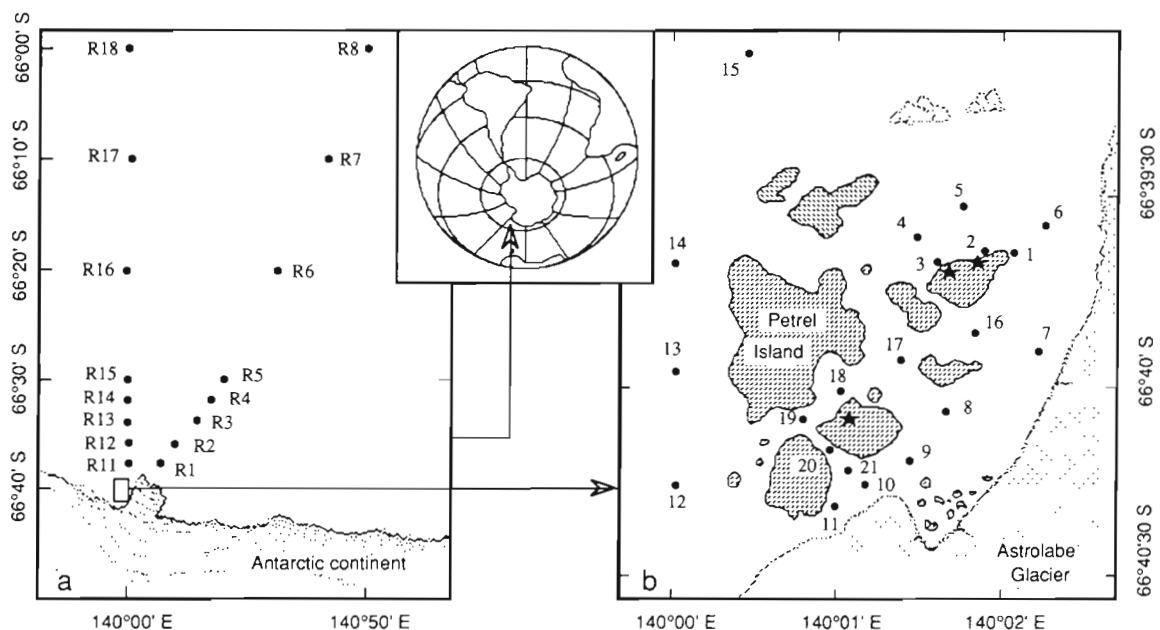 66°00' S
66°10' S
66°20' S
66°30' S
66°40' S
R18
R8
R17
R7
R16
R6
R15
R5
R14
R4
R13
R3
R12
R2
R11
R1
Antarctic continent
a
140°00' E
140°50' E
15
5
6
4
14
2
1
3
Petrel
Island
16
7
17
13
18
8
19
9
20
21
10
12
11
Astrolabe
Glacier
b
66°39'30 S
66°40' S
66°40'30 S
140°00' E
140°01' E
140°02' E